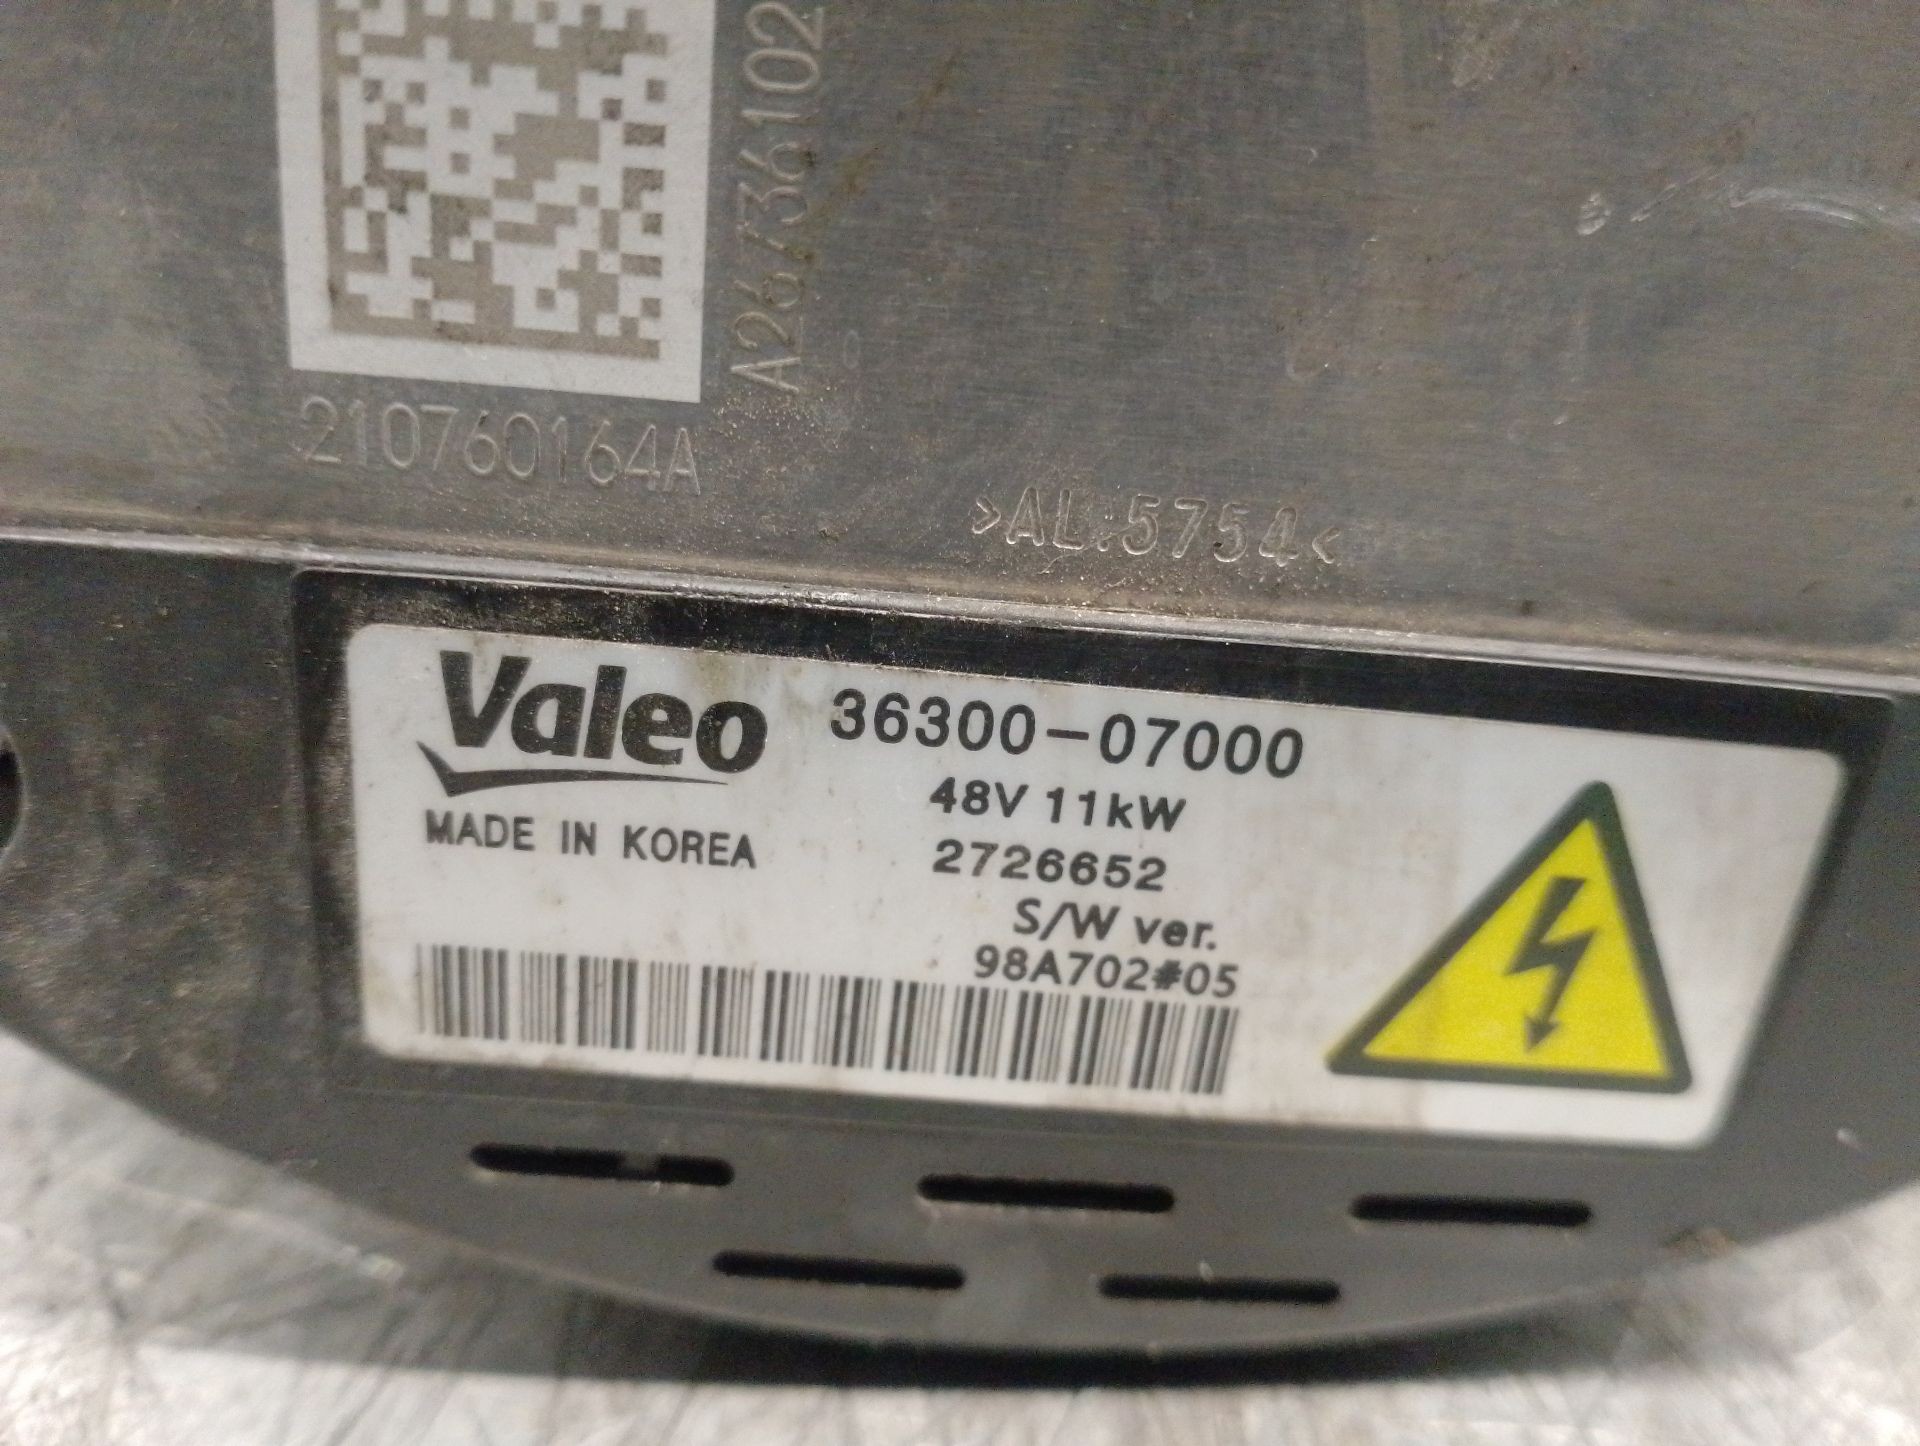 A26736102
210760164A
>AL:5754<
Valeo 36300-07000
48V 11kW
MADE IN KOREA
2726652
S/W ver.
98A702#05